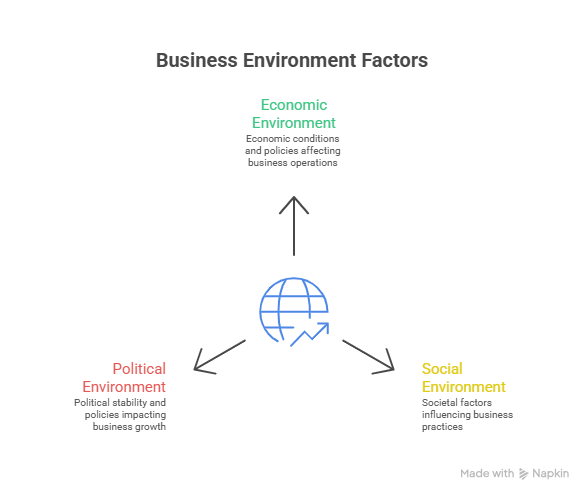 Business Environment Factors
Economic
Environment
Economic conditions
and policies affecting
business operations
Political
Environment
Political stability and
policies impacting
business growth
Social
Environment
Societal factors
influencing business
practices
Made with Napkin